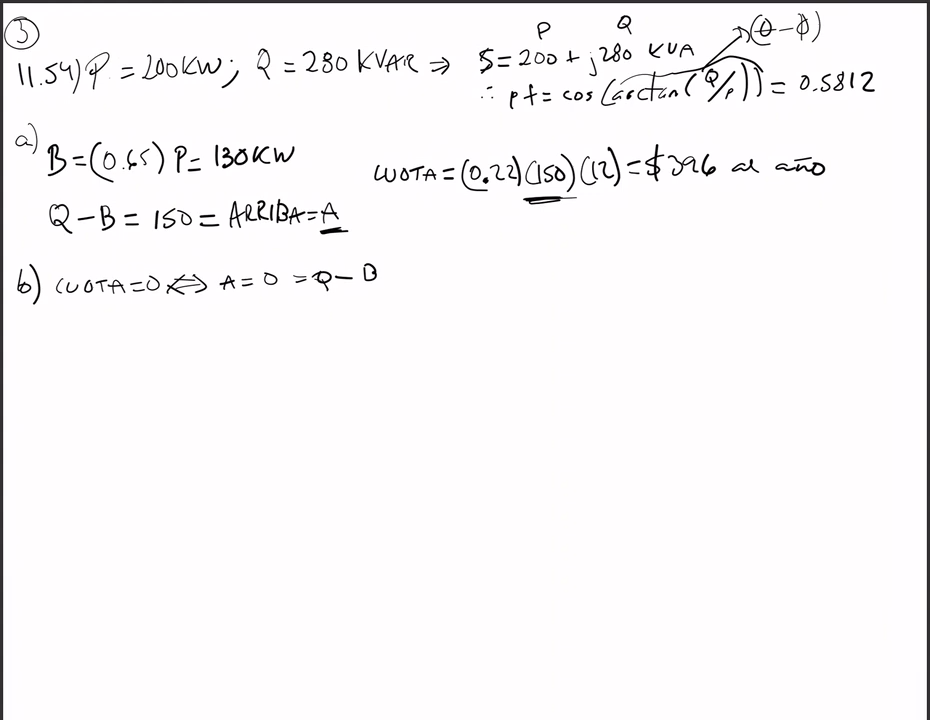 3
11.54) P = 200KW; Q = 280 KVAR ⇒ S = 200 + j280 KVA
P Q
(θ-ϕ)
∴ pf = cos(arctan(Q/P)) = 0.5812
a) B = (0.65) P = 130KW
CUOTA = (0.22)(150)(12) = $396 al año
Q - B = 150 = ARRIBA = A
b) CUOTA = 0 ⇔ A = 0 = Q - B